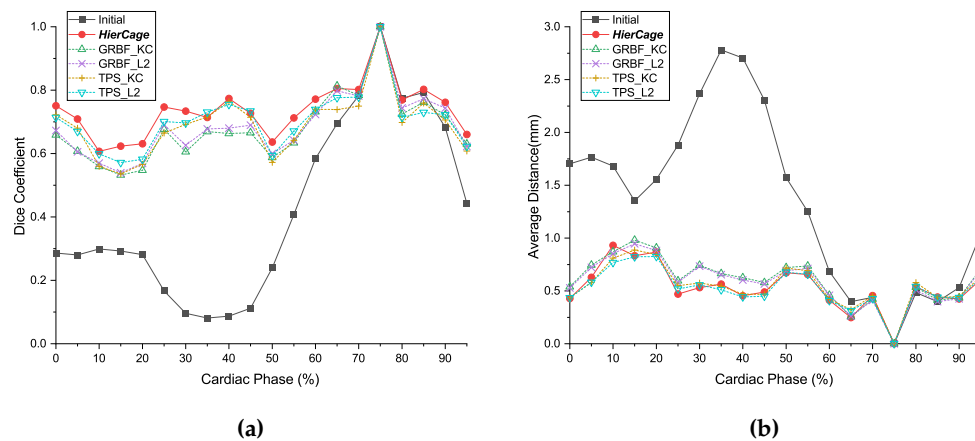 Initial
HierCage
GRBF_KC
GRBF_L2
TPS_KC
TPS_L2
1.0
0.8
0.6
0.4
0.2
0.0
Dice Coefficient
0 10 20 30 40 50 60 70 80 90
Cardiac Phase (%)
(a)
Initial
HierCage
GRBF_KC
GRBF_L2
TPS_KC
TPS_L2
3.0
2.5
2.0
1.5
1.0
0.5
0.0
Average Distance(mm)
0 10 20 30 40 50 60 70 80 90
Cardiac Phase (%)
(b)